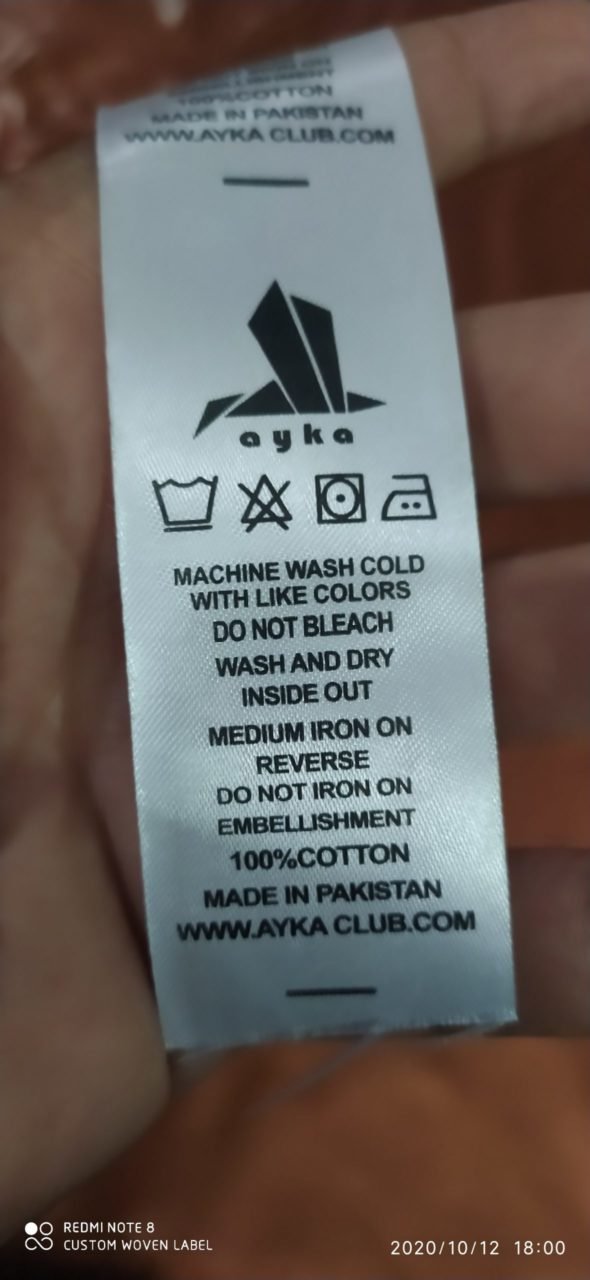 100%COTTON
MADE IN PAKISTAN
WWW.AYKA CLUB.COM
ayka
MACHINE WASH COLD
WITH LIKE COLORS
DO NOT BLEACH
WASH AND DRY
INSIDE OUT
MEDIUM IRON ON
REVERSE
DO NOT IRON ON
EMBELLISHMENT
100%COTTON
MADE IN PAKISTAN
WWW.AYKA CLUB.COM
REDMI NOTE 8
CUSTOM WOVEN LABEL
2020/10/12 18:00